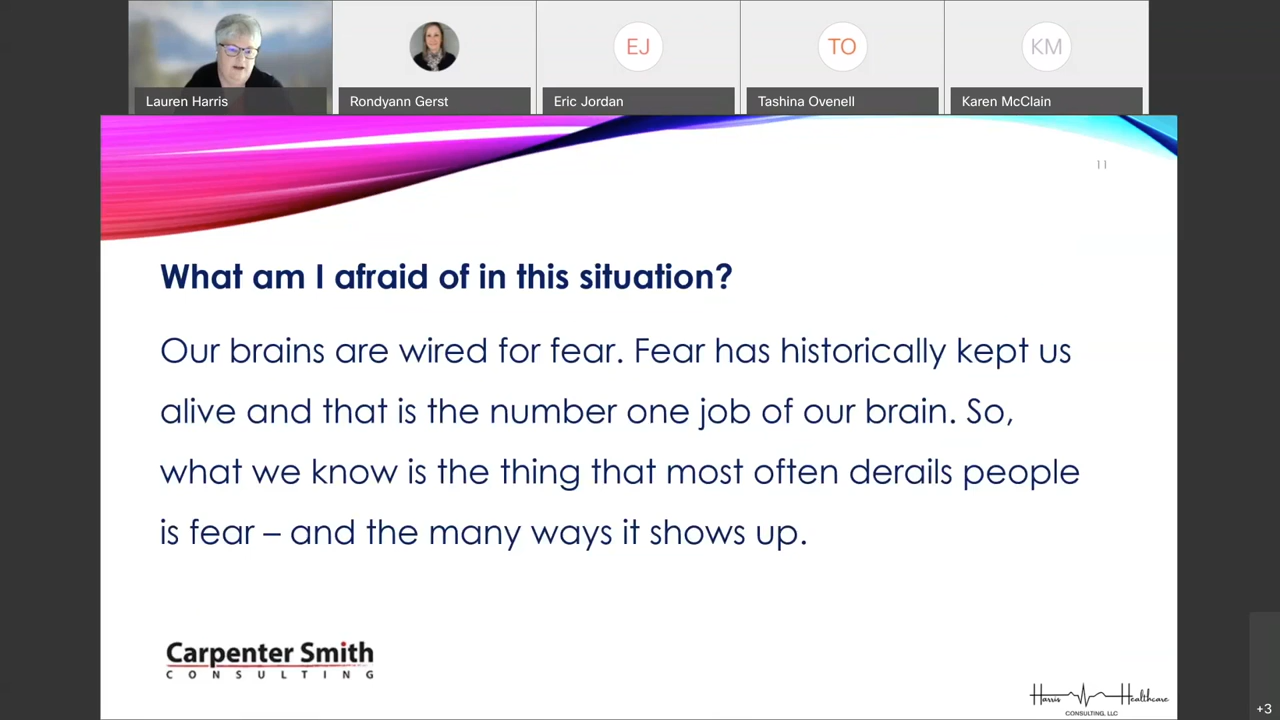 Lauren Harris
Rondyann Gerst
EJ
Eric Jordan
TO
Tashina Ovenell
KM
Karen McClain
11
What am I afraid of in this situation?
Our brains are wired for fear. Fear has historically kept us
alive and that is the number one job of our brain. So,
what we know is the thing that most often derails people
is fear – and the many ways it shows up.
Carpenter Smith
CONSULTING
Harris Healthcare
CONSULTING, LLC
+3